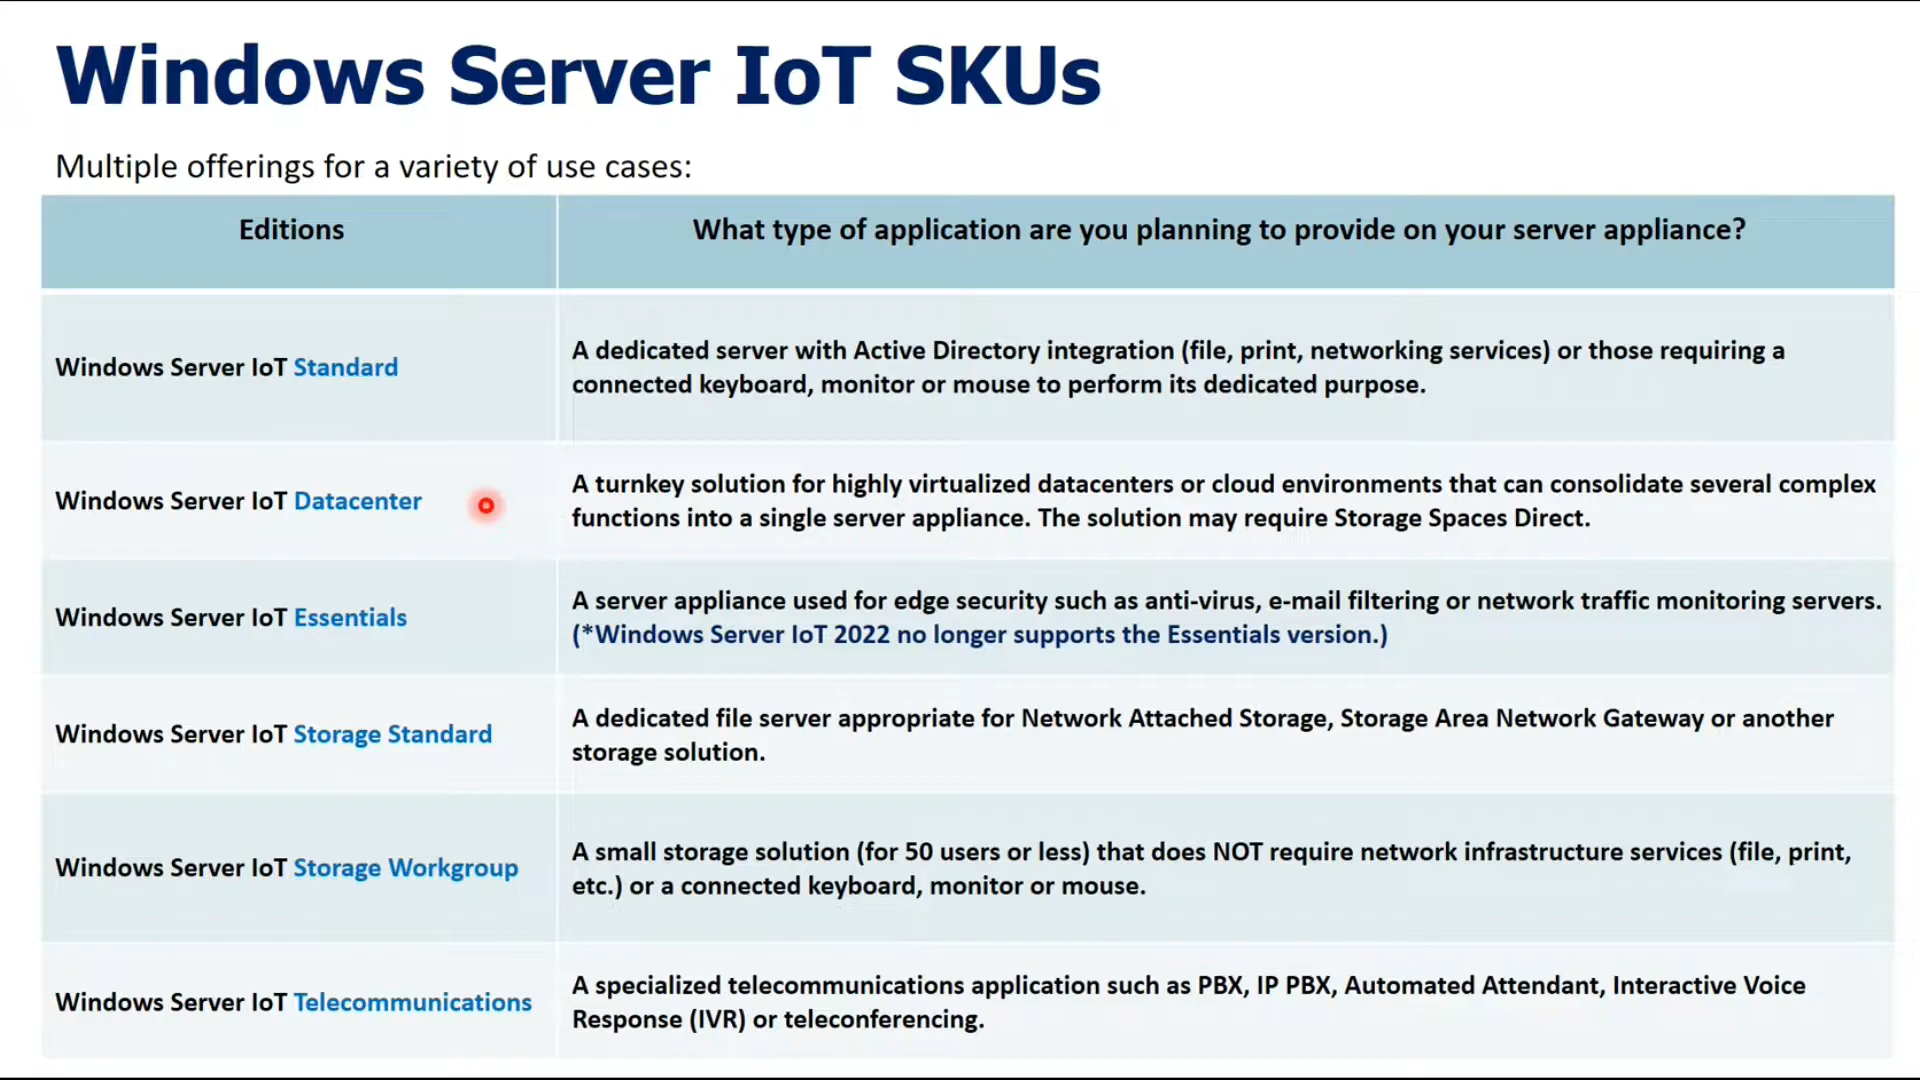 Windows Server IoT SKUs
Multiple offerings for a variety of use cases:
Editions
What type of application are you planning to provide on your server appliance?
Windows Server IoT Standard
A dedicated server with Active Directory integration (file, print, networking services) or those requiring a
connected keyboard, monitor or mouse to perform its dedicated purpose.
Windows Server IoT Datacenter
A turnkey solution for highly virtualized datacenters or cloud environments that can consolidate several complex
functions into a single server appliance. The solution may require Storage Spaces Direct.
Windows Server IoT Essentials
A server appliance used for edge security such as anti-virus, e-mail filtering or network traffic monitoring servers.
(*Windows Server IoT 2022 no longer supports the Essentials version.)
Windows Server IoT Storage Standard
A dedicated file server appropriate for Network Attached Storage, Storage Area Network Gateway or another
storage solution.
Windows Server IoT Storage Workgroup
A small storage solution (for 50 users or less) that does NOT require network infrastructure services (file, print,
etc.) or a connected keyboard, monitor or mouse.
Windows Server IoT Telecommunications
A specialized telecommunications application such as PBX, IP PBX, Automated Attendant, Interactive Voice
Response (IVR) or teleconferencing.